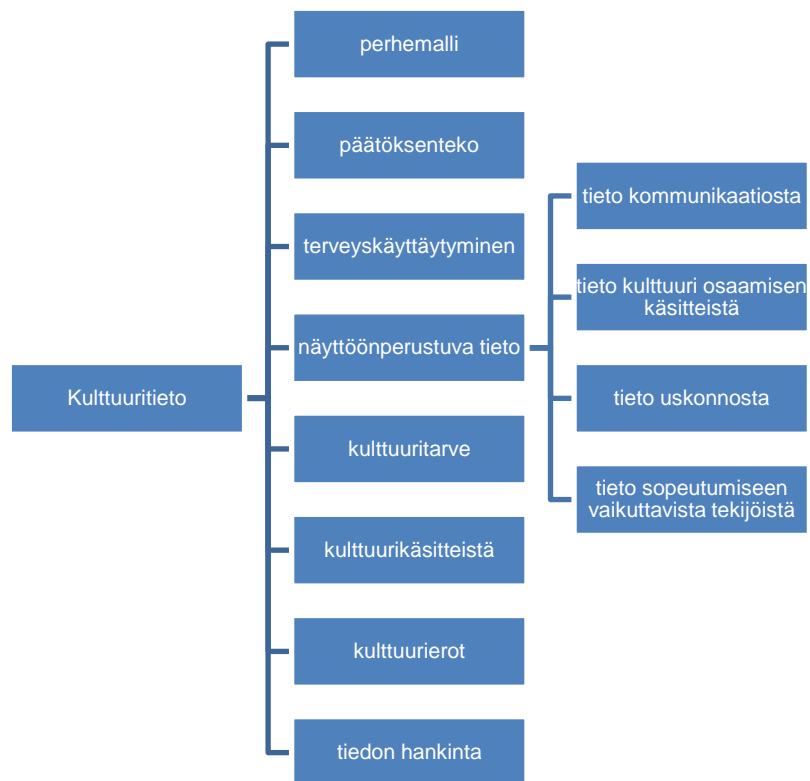 Kulttuuritieto
perhemalli
päätöksenteko
terveyskäyttäytyminen
näyttöönperustuva tieto
kulttuuritarve
kulttuurikäsitteistä
kulttuurierot
tiedon hankinta
tieto kommunikaatiosta
tieto kulttuuri osaamisen
käsitteistä
tieto uskonnosta
tieto sopeutumiseen
vaikuttavista tekijöistä